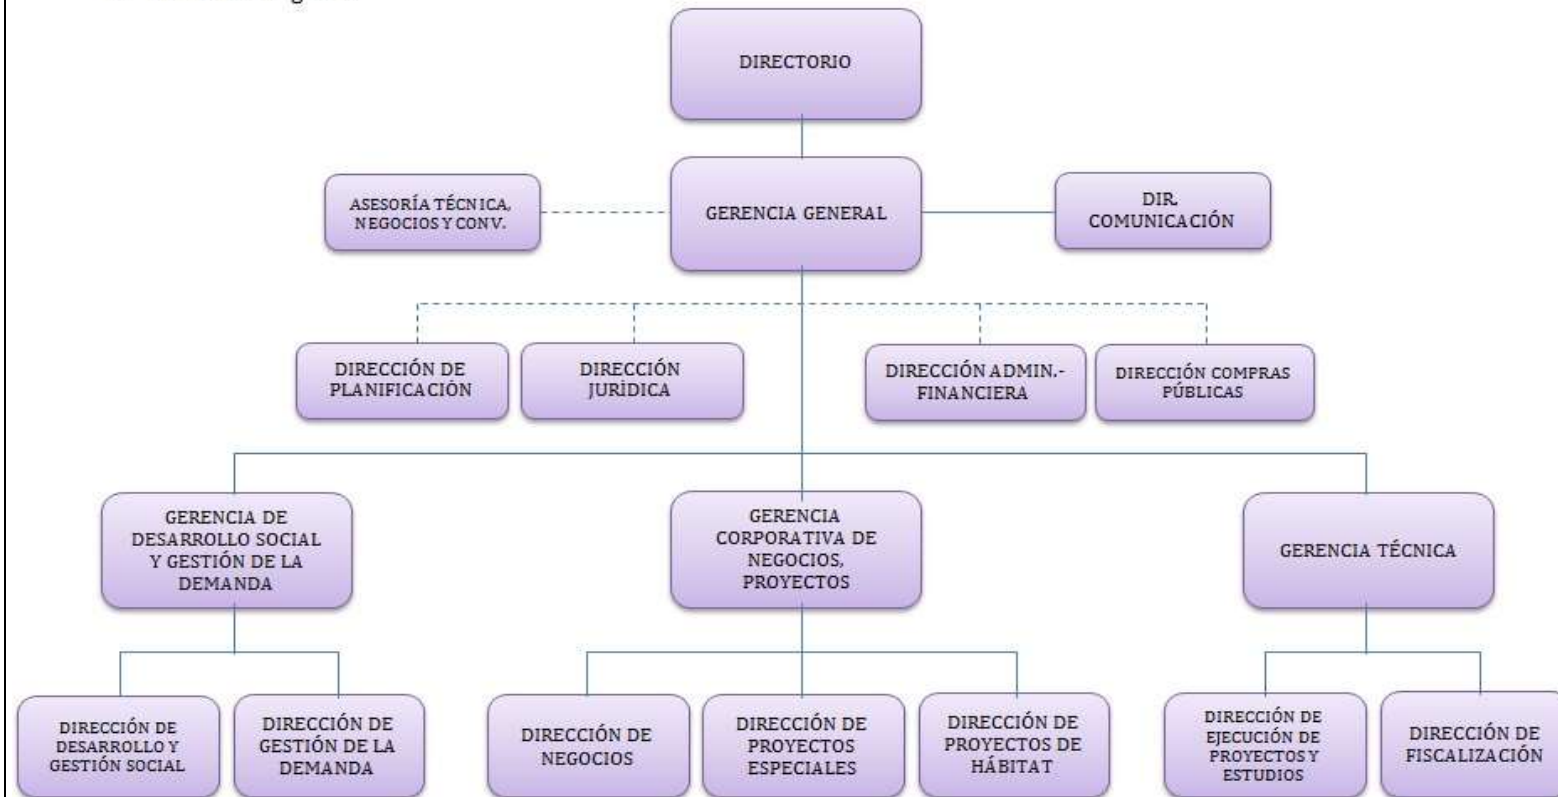 DIRECTORIO
ASESORÍA TÉCNICA,
NEGOCIOS Y CONV.
GERENCIA GENERAL
DIR.
COMUNICACIÓN
DIRECCIÓN DE
PLANIFICACIÓN
DIRECCIÓN
JURÍDICA
DIRECCIÓN ADMIN.-
FINANCIERA
DIRECCIÓN COMPRAS
PÚBLICAS
GERENCIA DE
DESARROLLO SOCIAL
Y GESTIÓN DE LA
DEMANDA
GERENCIA
CORPORATIVA DE
NEGOCIOS,
PROYECTOS
GERENCIA TÉCNICA
DIRECCIÓN DE
DESARROLLO Y
GESTIÓN SOCIAL
DIRECCIÓN DE
GESTIÓN DE LA
DEMANDA
DIRECCIÓN DE
NEGOCIOS
DIRECCIÓN DE
PROYECTOS
ESPECIALES
DIRECCIÓN DE
PROYECTOS DE
HÁBITAT
DIRECCIÓN DE
EJECUCIÓN DE
PROYECTOS Y
ESTUDIOS
DIRECCIÓN DE
FISCALIZACIÓN